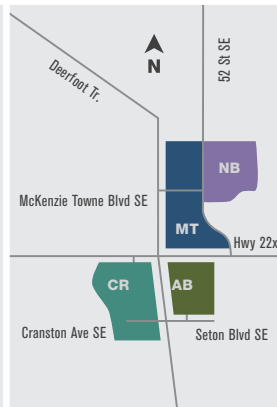 52 St SE
Deerfoot Tr.
N
NB
McKenzie Towne Blvd SE
MT
Hwy 22x
CR
AB
Cranston Ave SE
Seton Blvd SE